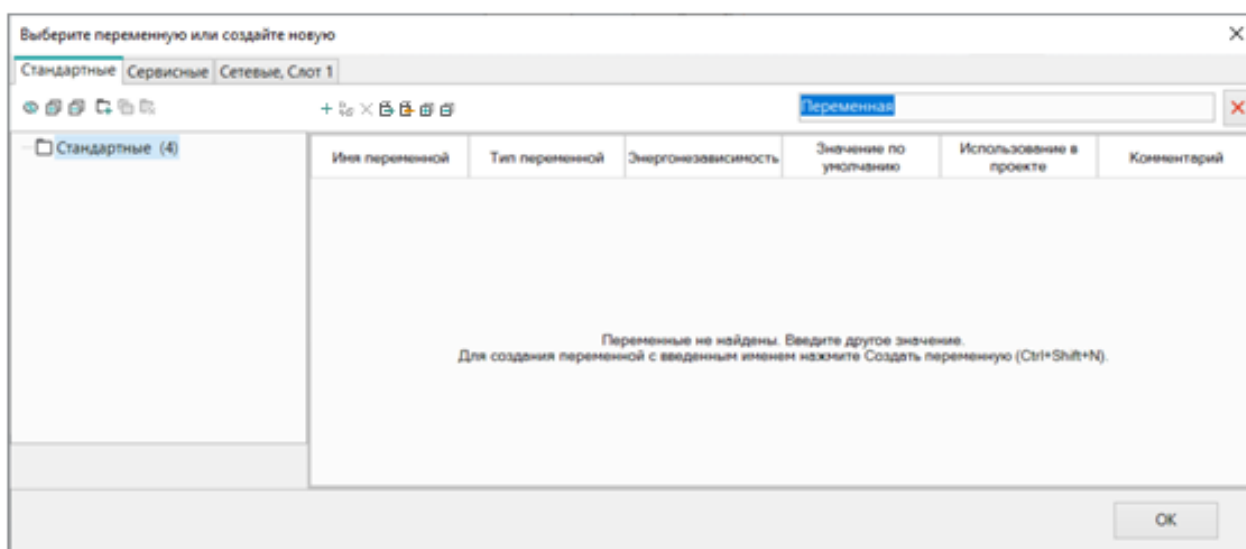 Выберите переменную или создайте новую
Стандартные Сервисные Сетевые, Слот 1
Переменная
Стандартные (4)
Имя переменной Тип переменной Энергонезависимость Значение по умолчанию Использование в проекте Комментарий
Переменные не найдены. Введите другое значение.
Для создания переменной с введенным именем нажмите Создать переменную (Ctrl+Shift+N).
OK